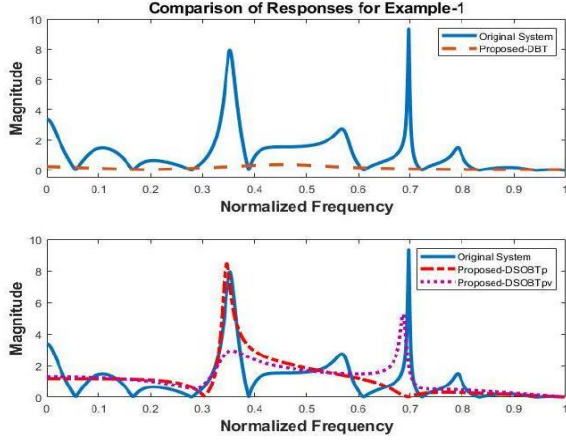 Comparison of Responses for Example-1
10
8
6
4
2
0
Magnitude
Original System
Proposed-DBT
0 0.1 0.2 0.3 0.4 0.5 0.6 0.7 0.8 0.9 1
Normalized Frequency
10
8
6
4
2
0
Magnitude
Original System
Proposed-DSOBTp
Proposed-DSOBTpv
0 0.1 0.2 0.3 0.4 0.5 0.6 0.7 0.8 0.9 1
Normalized Frequency